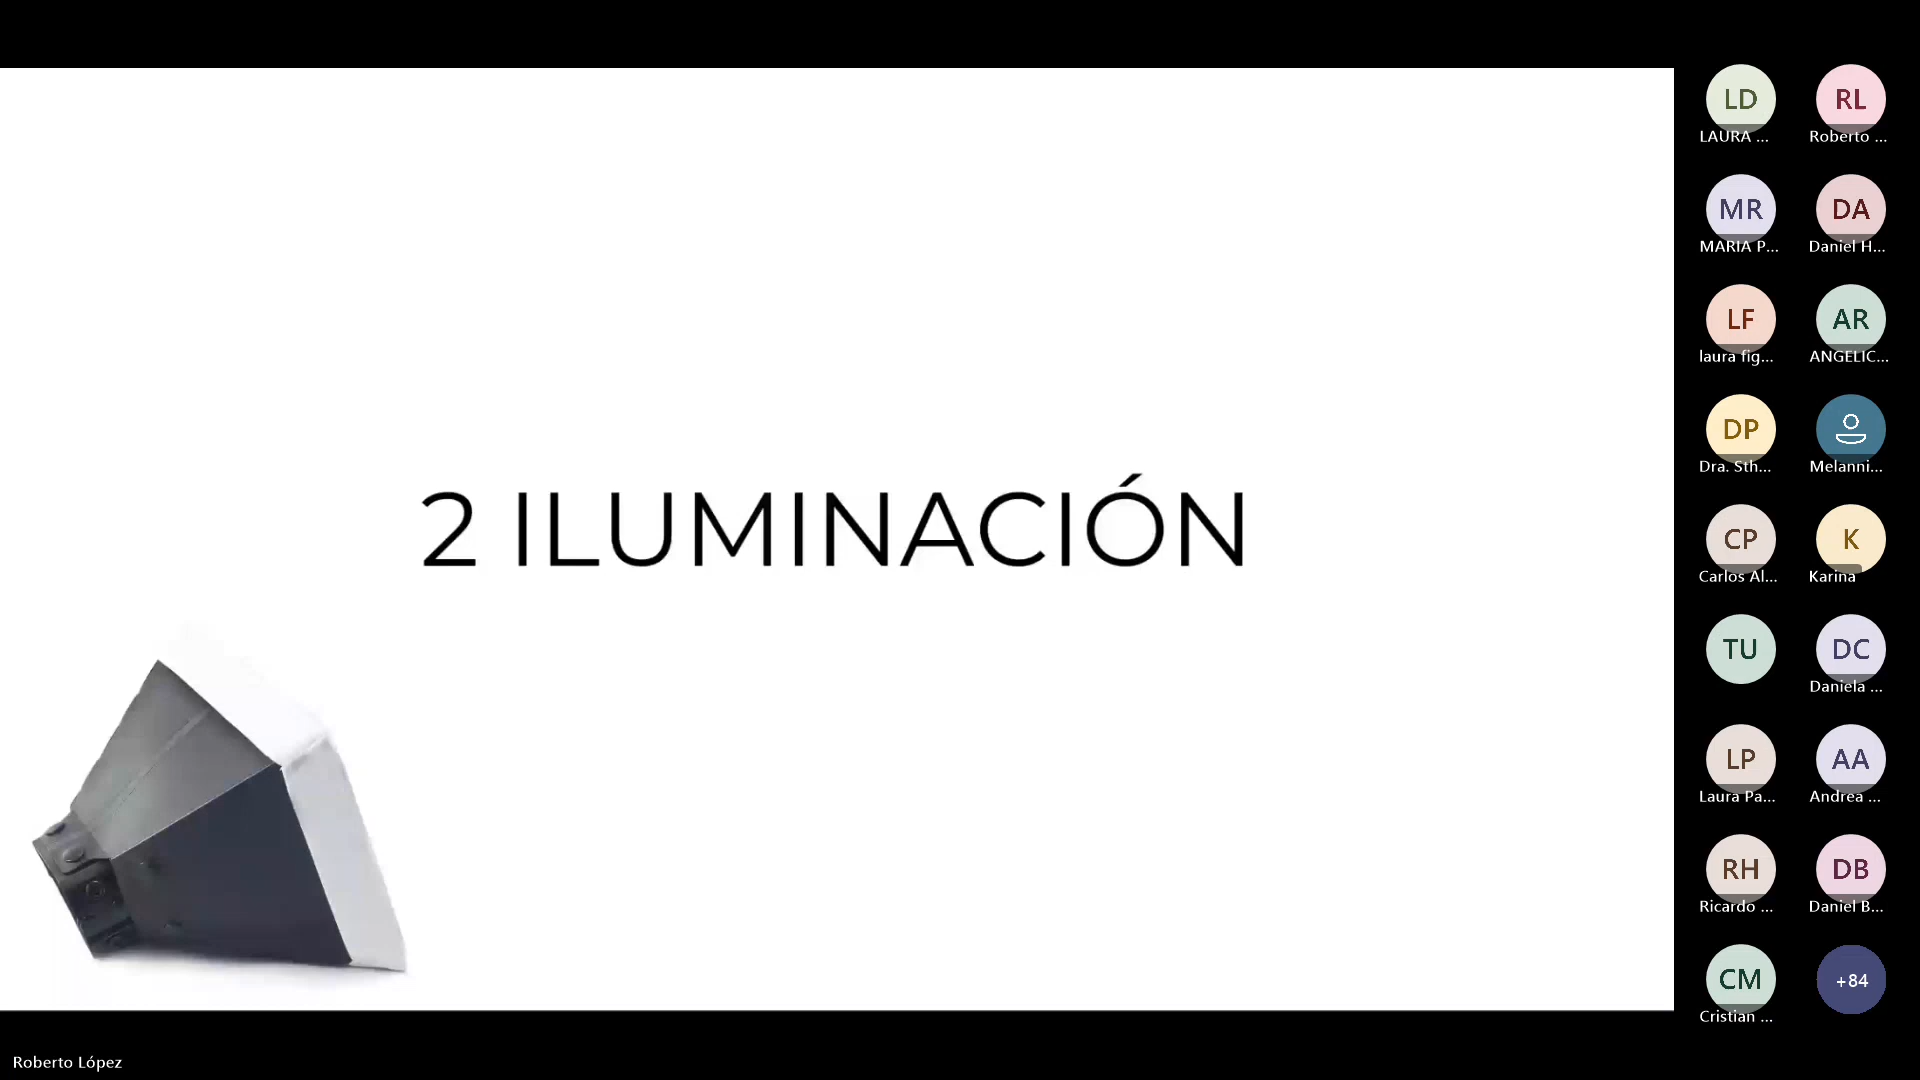 2 ILUMINACIÓN
LD
LAURA ...
RL
Roberto ...
MR
MARIA P...
DA
Daniel H...
LF
laura fig...
AR
ANGELIC...
DP
Dra. Sth...
Melanni...
CP
Carlos Al...
K
Karina
TU
DC
Daniela ...
LP
Laura Pa...
AA
Andrea ...
RH
Ricardo ...
DB
Daniel B...
CM
Cristian ...
+84
Roberto López